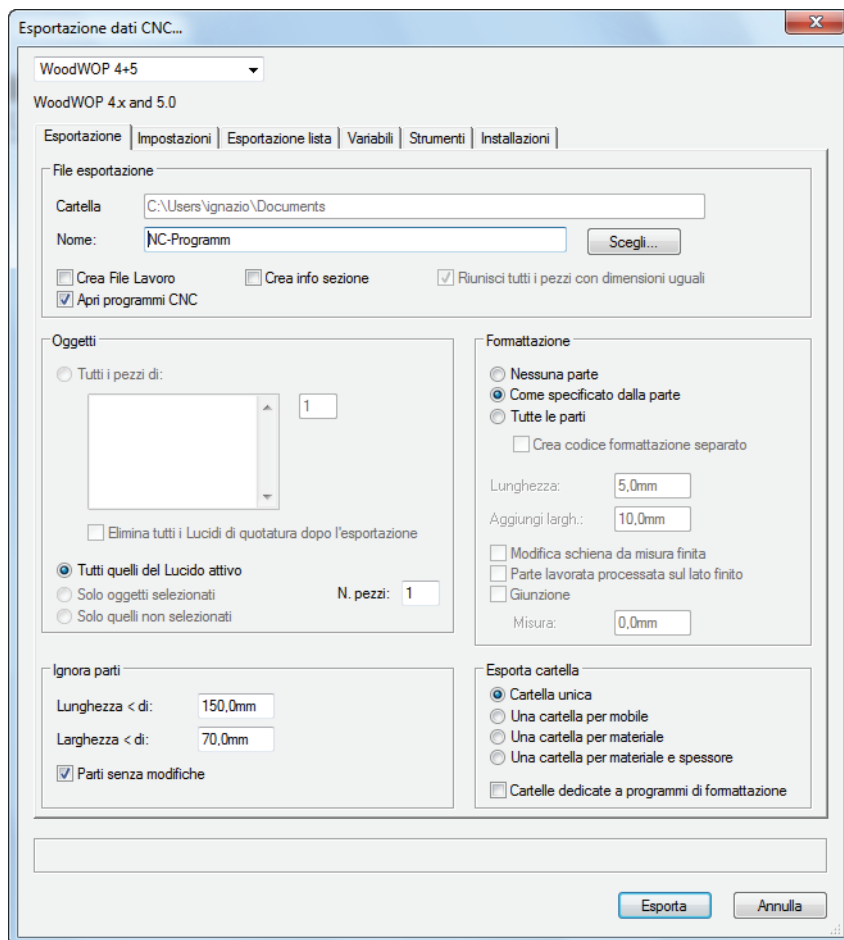 Esportazione dati CNC...
WoodWOP 4+5
WoodWOP 4.x and 5.0
Esportazione Impostazioni Esportazione lista Variabili Strumenti Installazioni
File esportazione
Cartella C:\Users\ignazio\Documents
Nome: NC-Programm Scegli...
Crea File Lavoro Crea info sezione Riunisci tutti i pezzi con dimensioni uguali
Apri programmi CNC
Oggetti
Tutti i pezzi di:
1
Elimina tutti i Lucidi di quotatura dopo l'esportazione
Tutti quelli del Lucido attivo
Solo oggetti selezionati N. pezzi: 1
Solo quelli non selezionati
Formattazione
Nessuna parte
Come specificato dalla parte
Tutte le parti
Crea codice formattazione separato
Lunghezza: 5,0mm
Aggiungi largh.: 10,0mm
Modifica schiena da misura finita
Parte lavorata processata sul lato finito
Giunzione
Misura: 0,0mm
Ignora parti
Lunghezza < di: 150,0mm
Larghezza < di: 70,0mm
Parti senza modifiche
Esporta cartella
Cartella unica
Una cartella per mobile
Una cartella per materiale
Una cartella per materiale e spessore
Cartelle dedicate a programmi di formattazione
Esporta Annulla